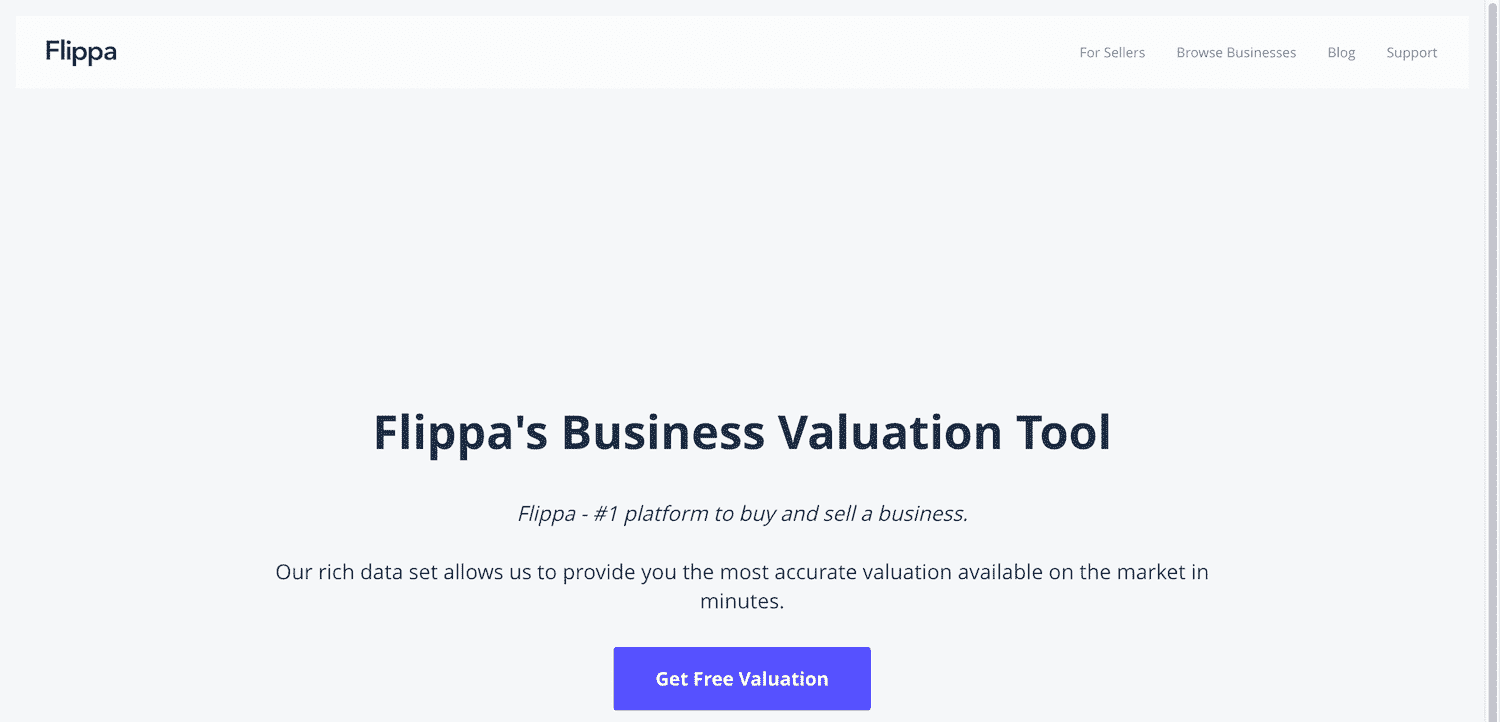 Flippa
For Sellers Browse Businesses Blog Support
Flippa's Business Valuation Tool
Flippa - #1 platform to buy and sell a business.
Our rich data set allows us to provide you the most accurate valuation available on the market in
minutes.
Get Free Valuation